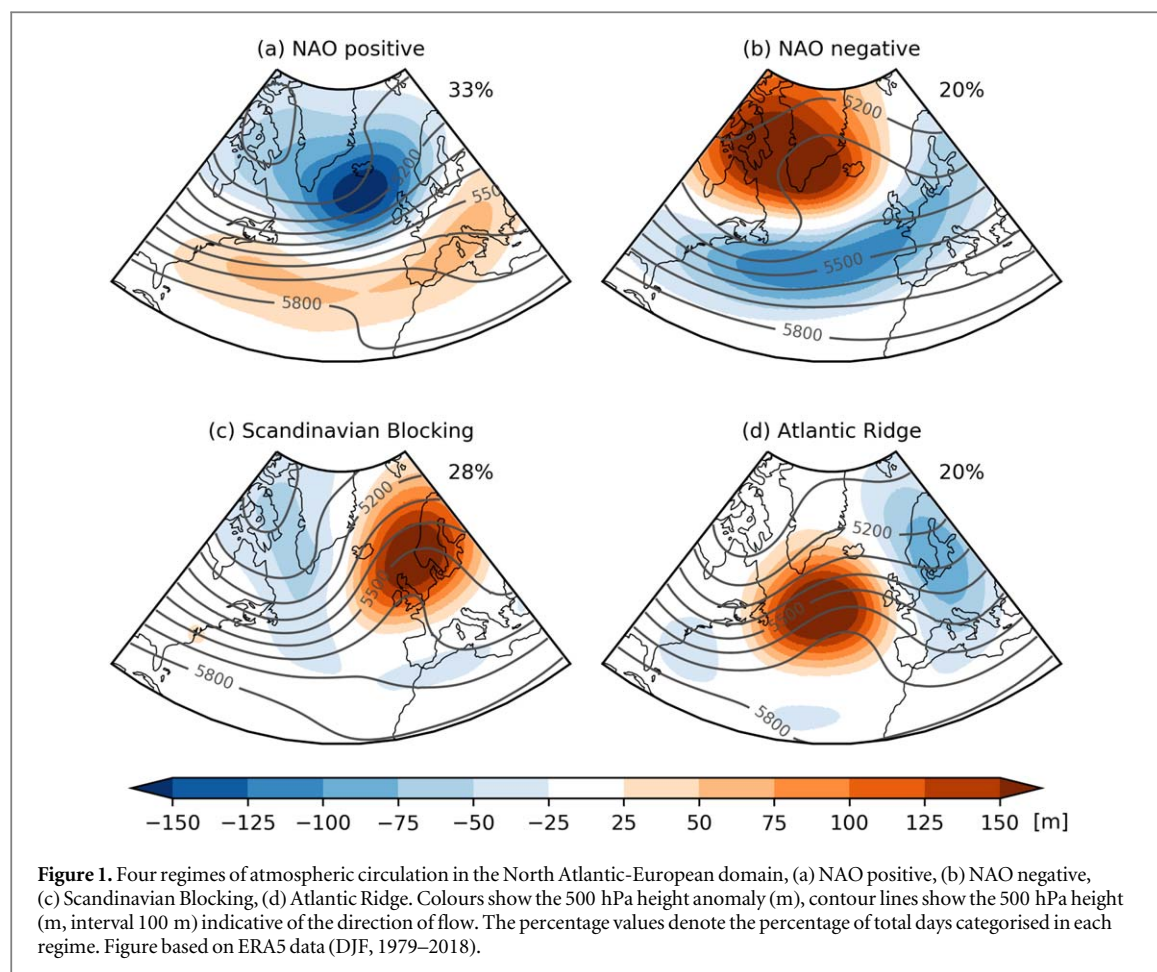 (a) NAO positive
33%
5200
5500
5800
(b) NAO negative
20%
5200
5500
5800
(c) Scandinavian Blocking
28%
5200
5500
5800
(d) Atlantic Ridge
20%
5200
5800
−150 −125 −100 −75 −50 −25 25 50 75 100 125 150 [m]
Figure 1. Four regimes of atmospheric circulation in the North Atlantic-European domain, (a) NAO positive, (b) NAO negative,
(c) Scandinavian Blocking, (d) Atlantic Ridge. Colours show the 500 hPa height anomaly (m), contour lines show the 500 hPa height
(m, interval 100 m) indicative of the direction of flow. The percentage values denote the percentage of total days categorised in each
regime. Figure based on ERA5 data (DJF, 1979–2018).